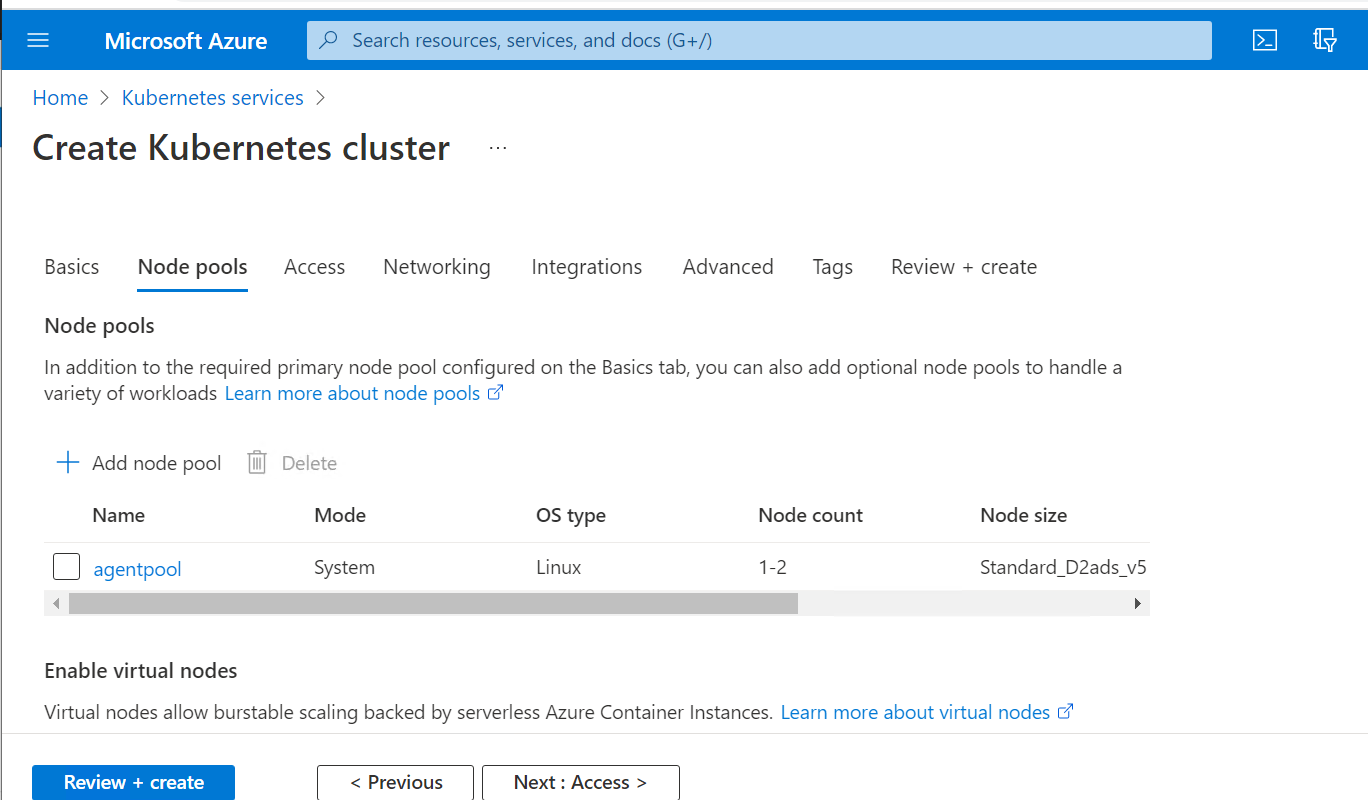 Microsoft Azure
Search resources, services, and docs (G+/)
Home > Kubernetes services >
Create Kubernetes cluster ...
Basics Node pools Access Networking Integrations Advanced Tags Review + create
Node pools
In addition to the required primary node pool configured on the Basics tab, you can also add optional node pools to handle a
variety of workloads Learn more about node pools
Add node pool Delete
Name Mode OS type Node count Node size
agentpool System Linux 1-2 Standard_D2ads_v5
Enable virtual nodes
Virtual nodes allow burstable scaling backed by serverless Azure Container Instances. Learn more about virtual nodes
Review + create < Previous Next : Access >